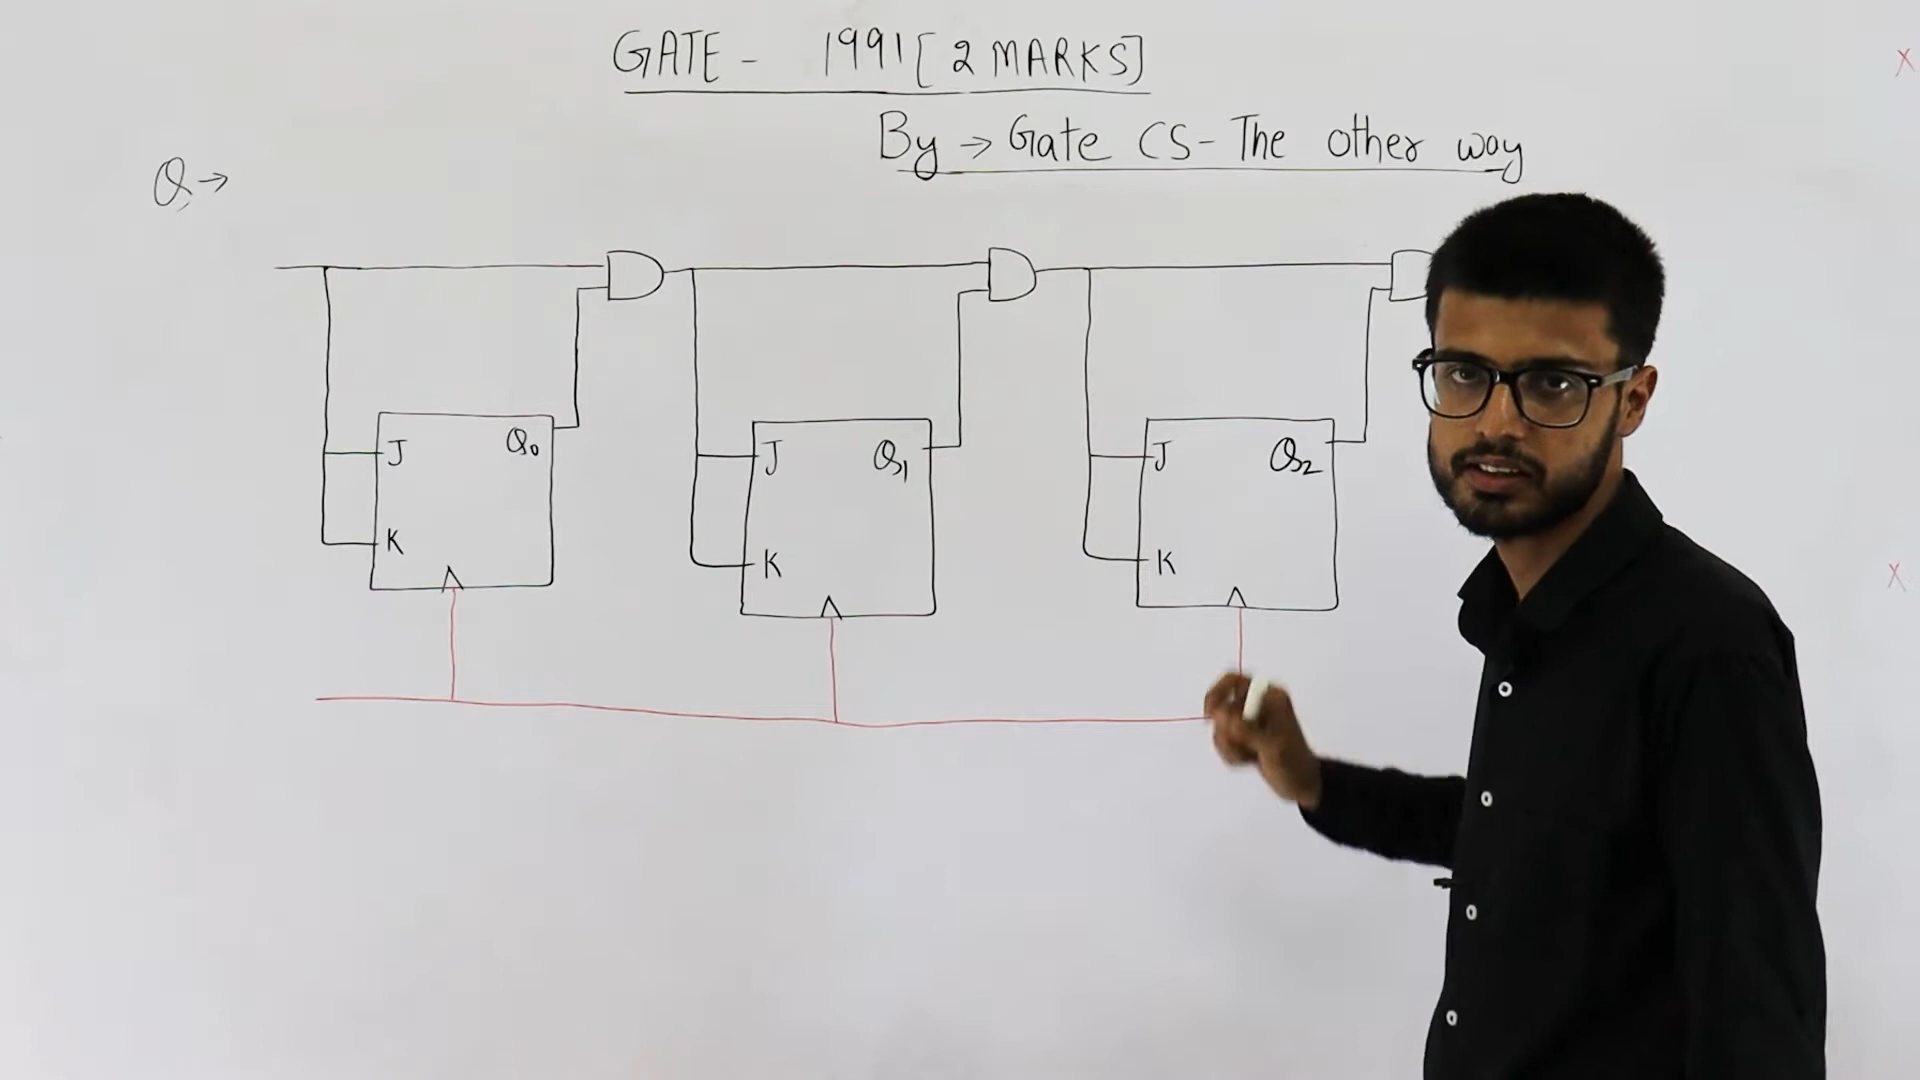 GATE - 1991 [2 MARKS]
By → Gate CS - The other way
Q →
J Q0
K
J Q1
K
J Q2
K
X
X